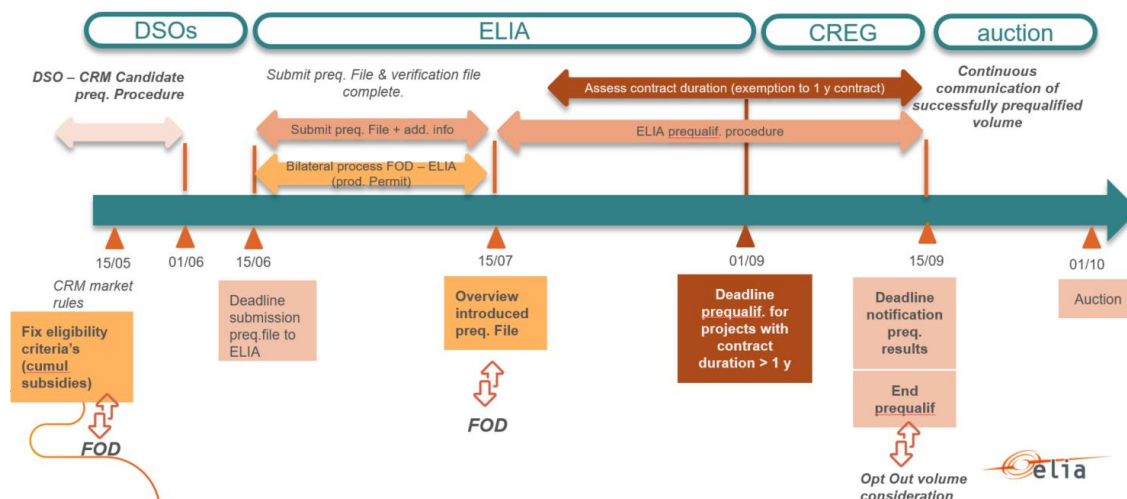 DSOs
ELIA
CREG
auction
DSO – CRM Candidate
preq. Procedure
Submit preq. File & verification file
complete.
Assess contract duration (exemption to 1 y contract)
Continuous
communication of
successfully prequalified
volume
Submit preq. File + add. info
ELIA prequalif. procedure
Bilateral process FOD – ELIA
(prod. Permit)
15/05
01/06
15/06
15/07
01/09
15/09
01/10
CRM market
rules
Fix eligibility
criteria's
(cumul
subsidies)
FOD
Deadline
submission
preq.file to
ELIA
Overview
introduced
preq. File
FOD
Deadline
prequalif. for
projects with
contract
duration > 1 y
Deadline
notification
preq.
results
End
prequalif
Opt Out volume
consideration
Auction
elia